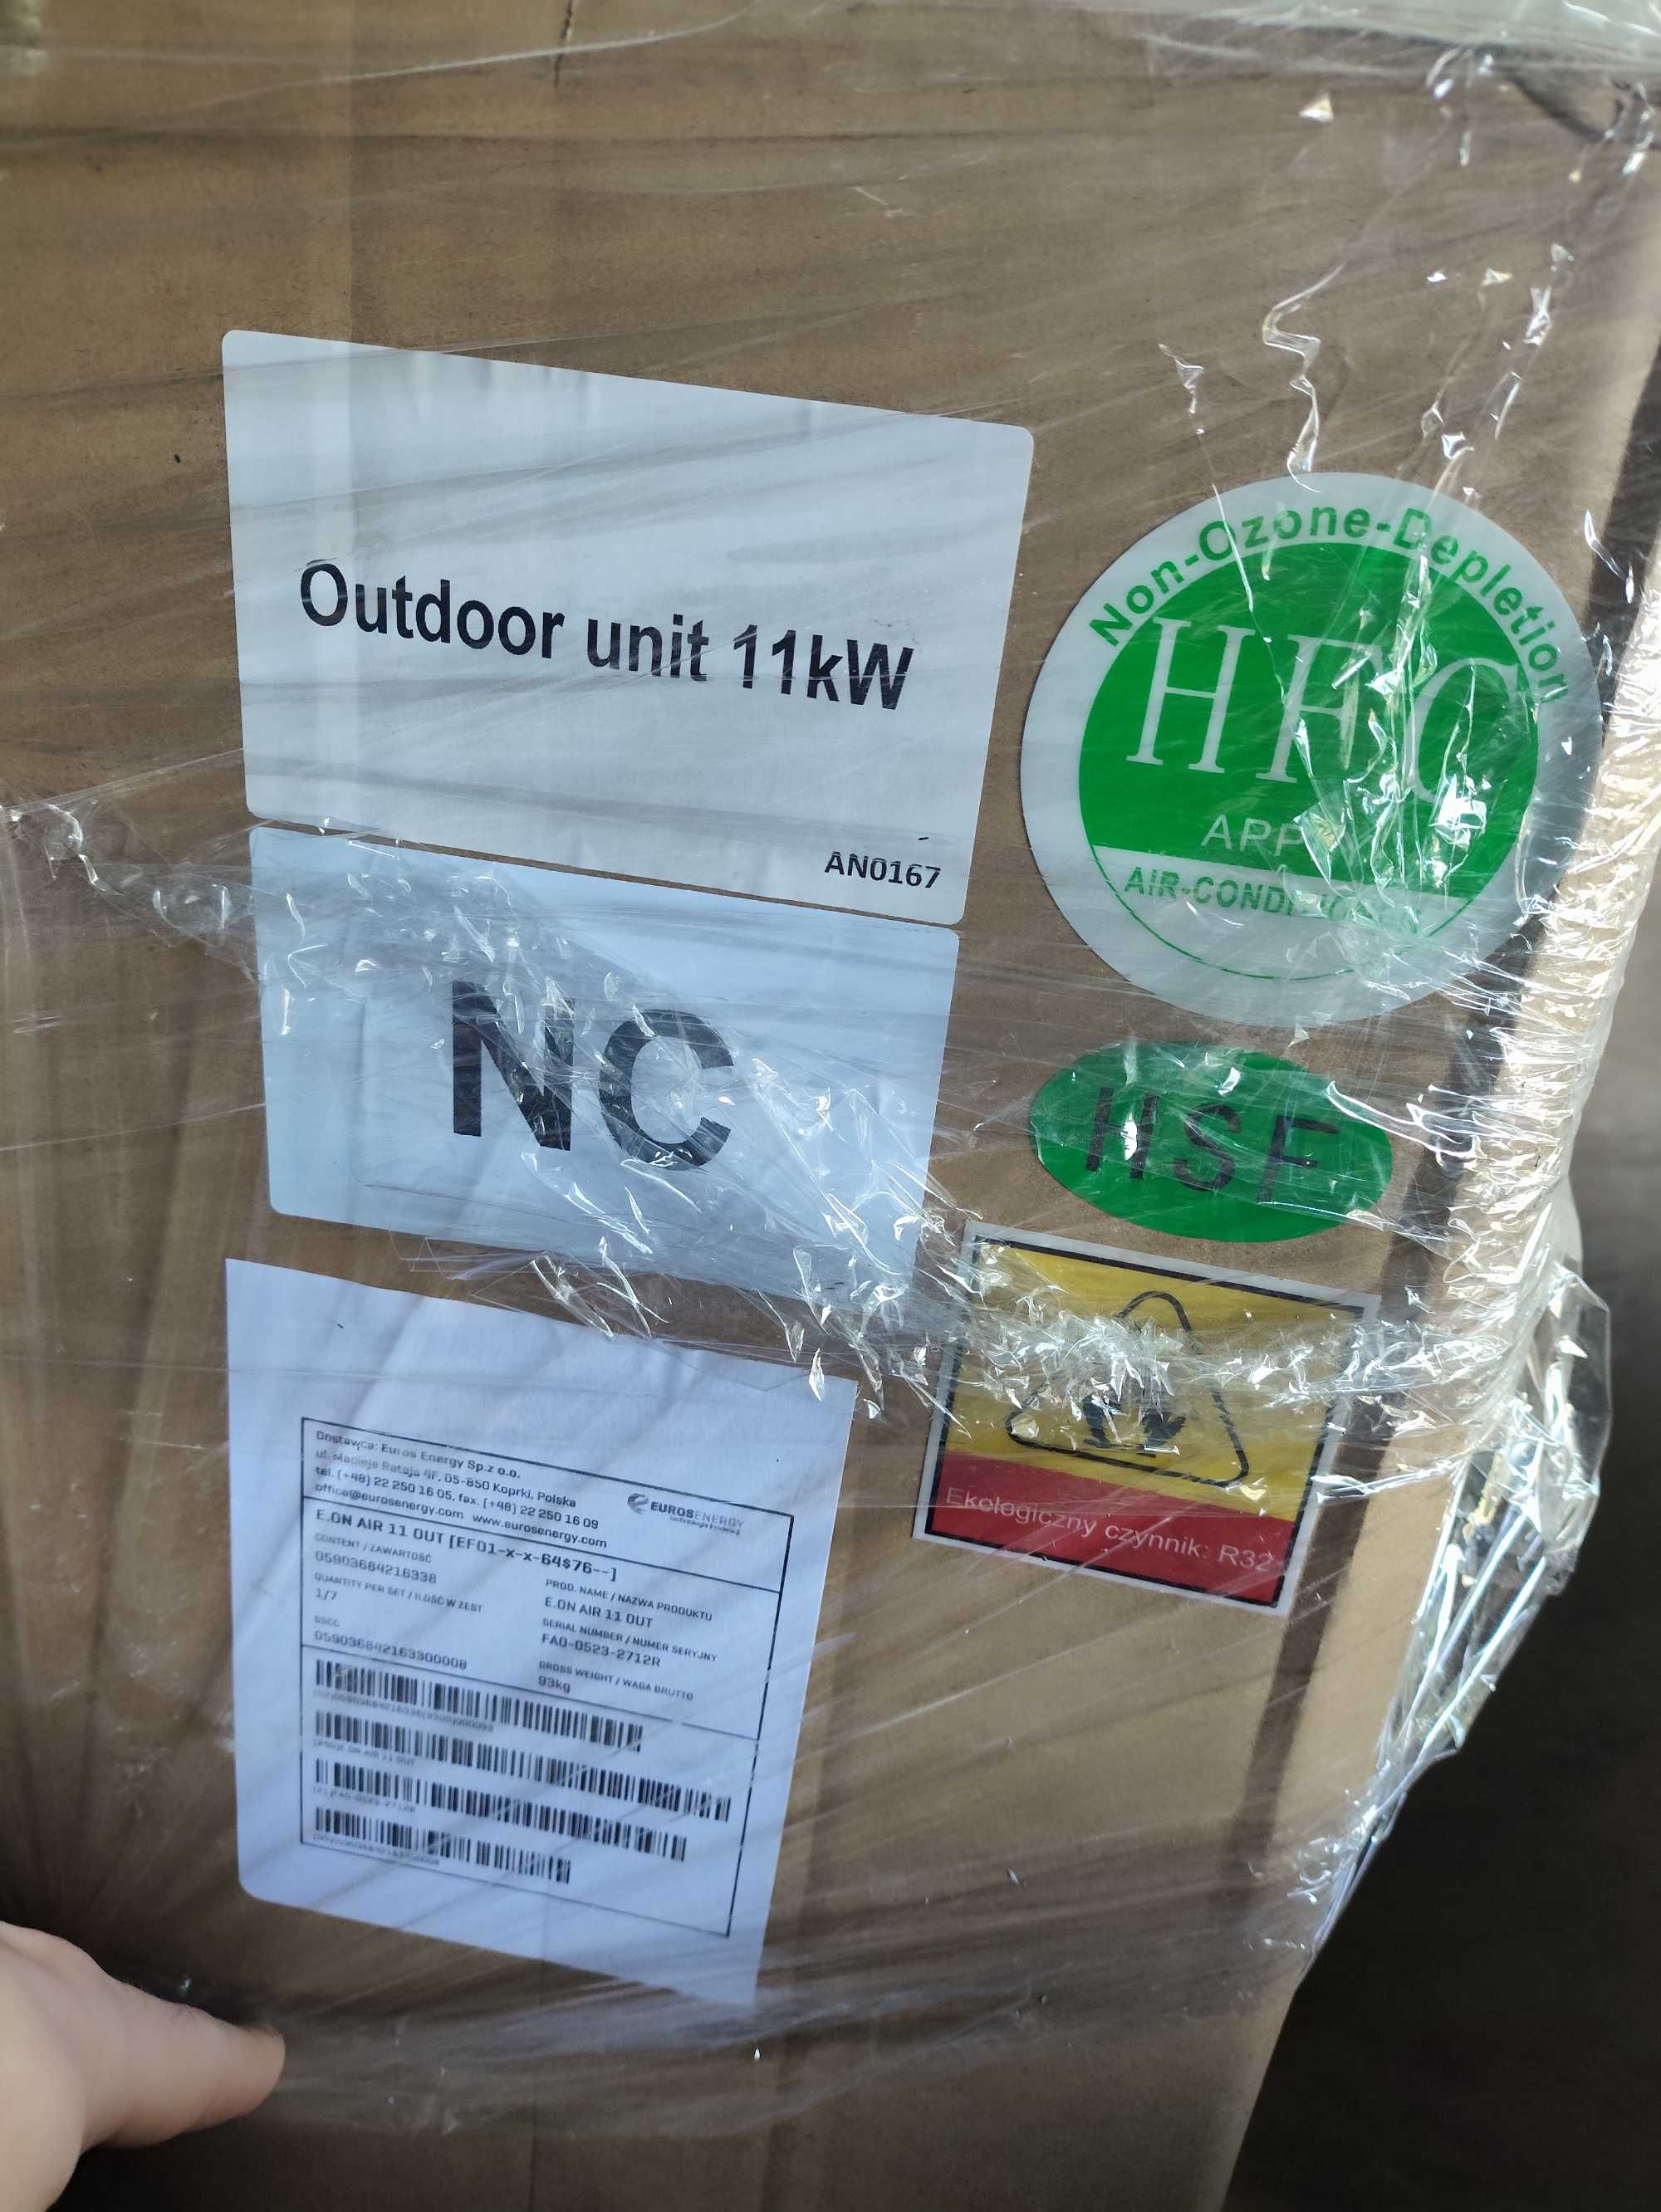 Outdoor unit 11kW
AN0167
Non-Ozone-Depletion
HFC
NC
HSF
Ekologiczny czynnik: R32
Dostawca: Euros Energy Sp.z o.o.
ul. Macieja Rataja 4F, 05-850 Koprki, Polska
tel. (+48) 22 250 16 05, fax. (+48) 22 250 16 09
office@eurosenergy.com www.eurosenergy.com
EUROSENERGY
E.ON AIR 11 OUT [EF01-x-x-64$76--]
CONTENT / ZAWARTOŚĆ
05903684216338
PROD. NAME / NAZWA PRODUKTU
E.ON AIR 11 OUT
QUANTITY PER SET / ILOŚĆ W ZEST
1/7
SERIAL NUMBER / NUMER SERYJNY
FA0-0523-2712R
SSCC
059036842163300008
GROSS WEIGHT / WAGA BRUTTO
93kg